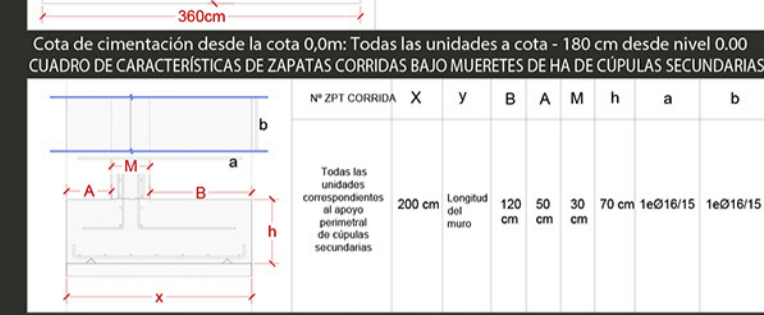 360cm
Cota de cimentación desde la cota 0,0m: Todas las unidades a cota - 180 cm desde nivel 0.00
CUADRO DE CARACTERÍSTICAS DE ZAPATAS CORRIDAS BAJO MUERETES DE HA DE CÚPULAS SECUNDARIAS
Nº ZPT CORRIDA X y B A M h a b
b
a
M
A
B
h
x
Todas las
unidades
correspondientes
al apoyo
perimetral
de cúpulas
secundarias
200 cm
Longitud
del
muro
120
cm
50
cm
30
cm
70 cm
1eØ16/15
1eØ16/15